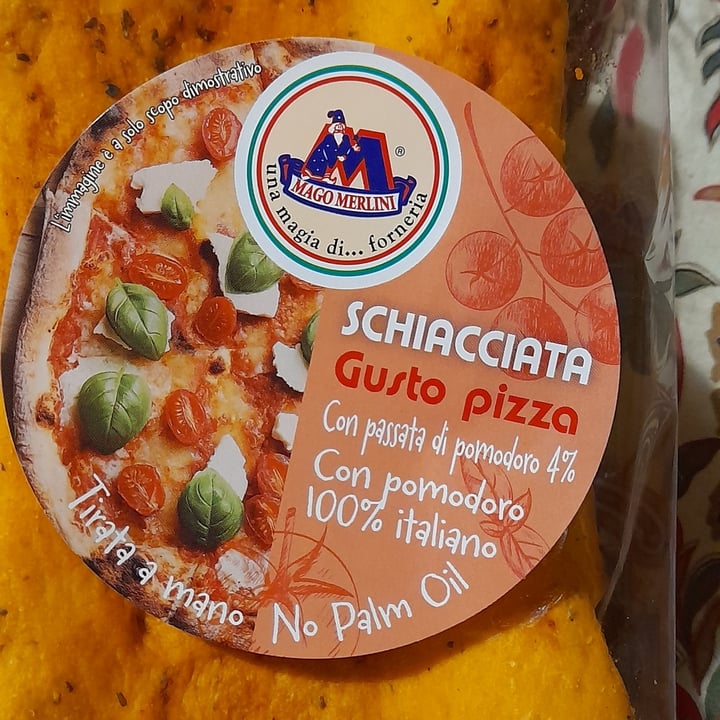 L'immagine è a solo scopo dimostrativo
M
®
MAGO MERLINI
una magia di... forneria
SCHIACCIATA
Gusto pizza
Con passata di pomodoro 4%
Con pomodoro
100% italiano
Tirata a mano
No Palm Oil